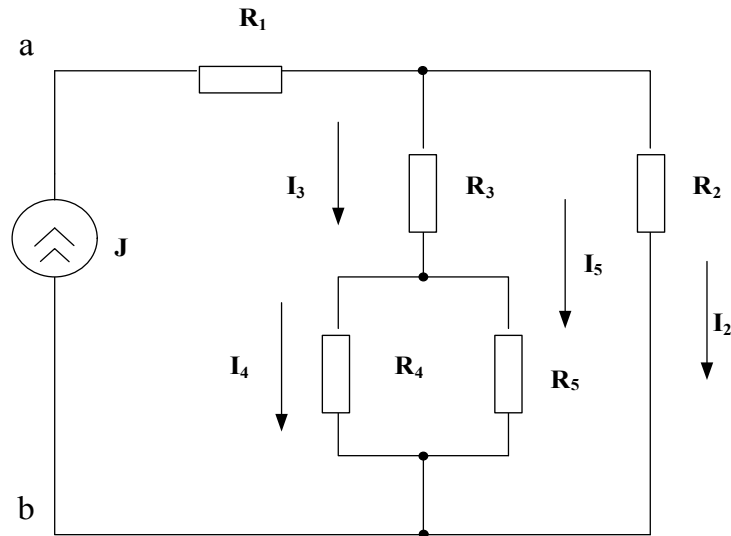 R₁
a
I₃
R₃
R₂
J
I₅
I₂
I₄
R₄
R₅
b